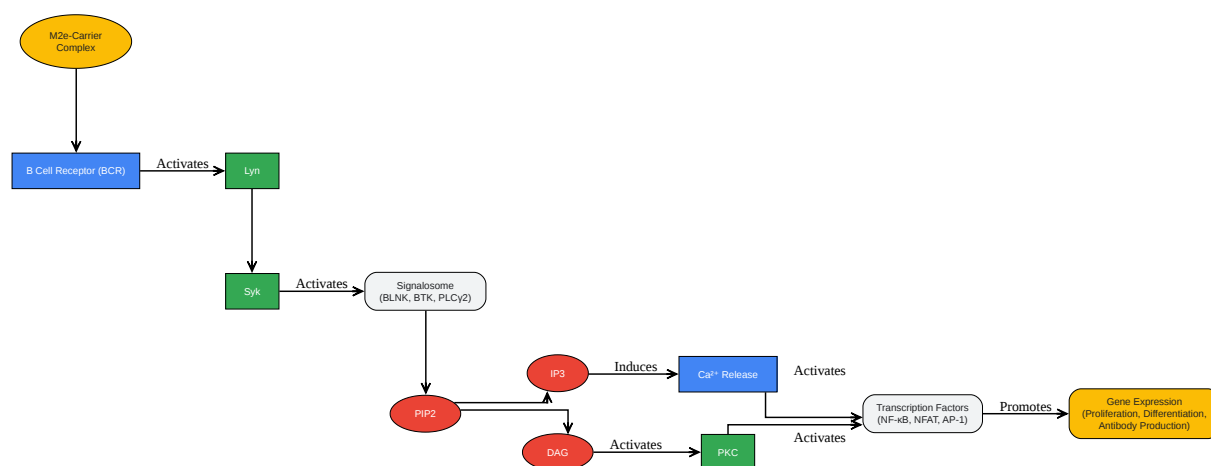 M2e-Carrier
Complex
B Cell Receptor (BCR)
Activates
Lyn
Syk
Activates
Signalosome
(BLNK, BTK, PLCγ2)
IP3
Induces
Ca²⁺ Release
Activates
PIP2
Transcription Factors
(NF-κB, NFAT, AP-1)
Promotes
Gene Expression
(Proliferation, Differentiation,
Antibody Production)
DAG
Activates
PKC
Activates